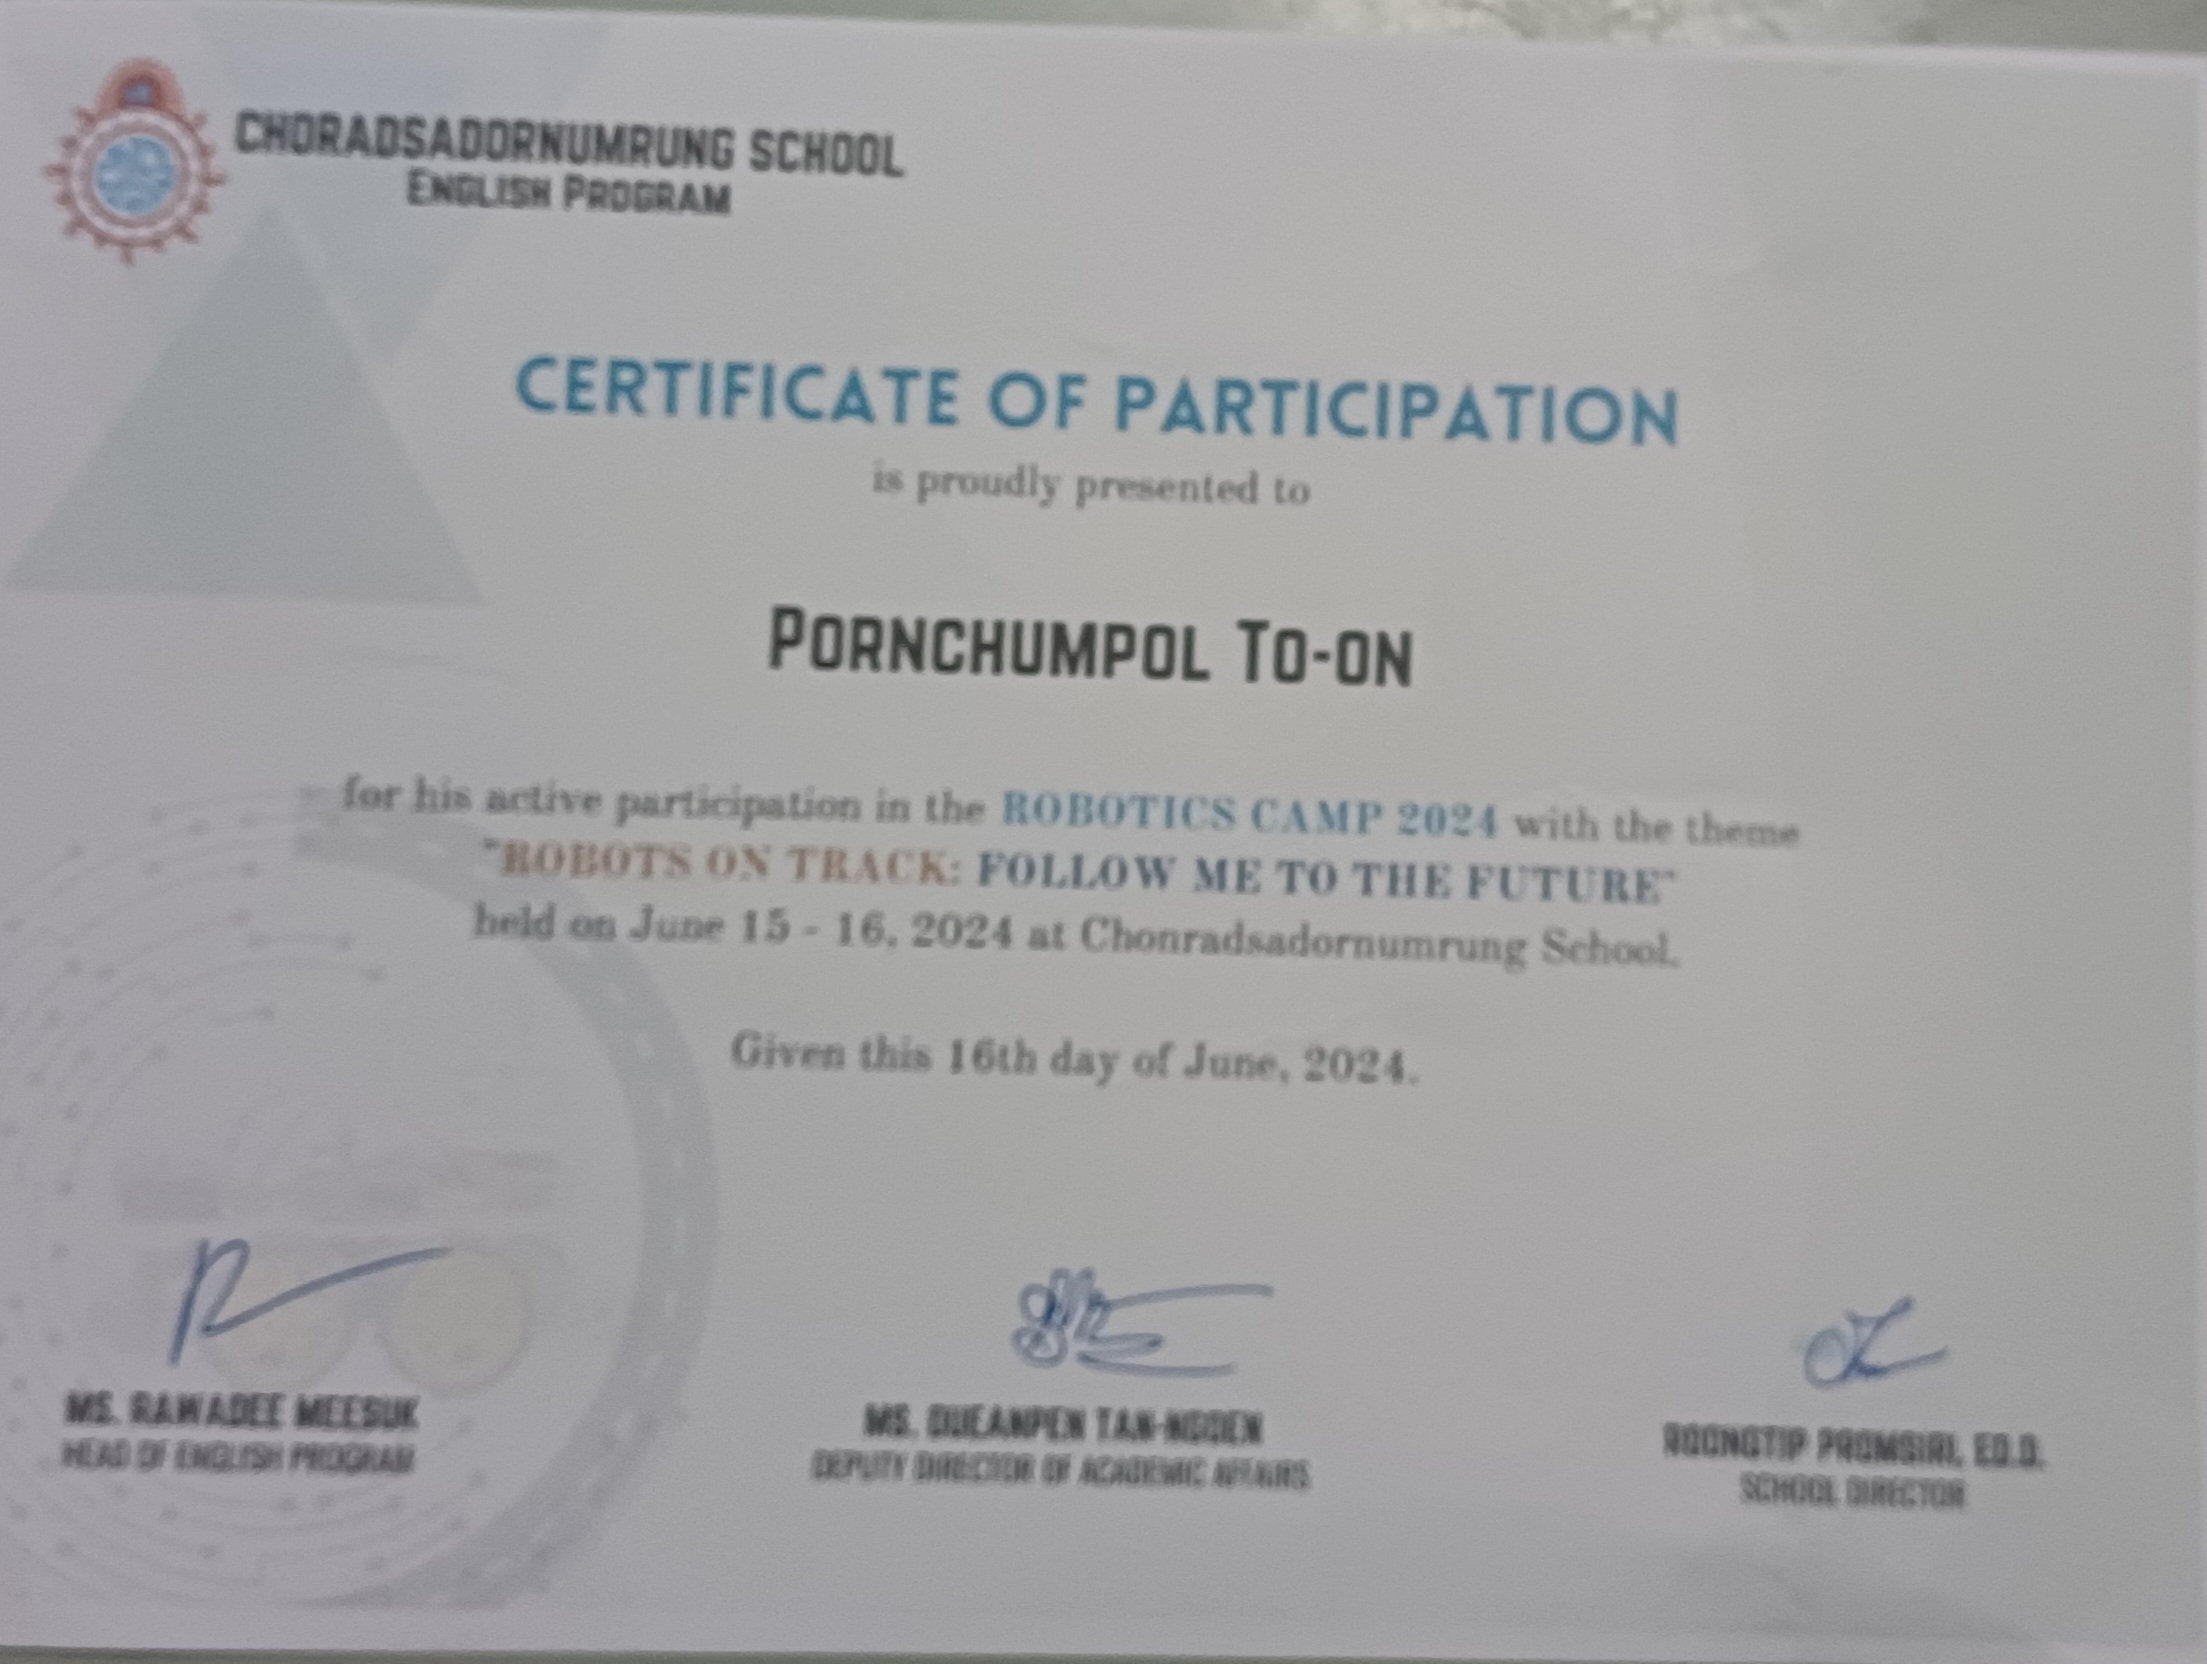 CHORADSADORNUMRUNG SCHOOL
ENGLISH PROGRAM
CERTIFICATE OF PARTICIPATION
is proudly presented to
PORNCHUMPOL TO-ON
for his active participation in the ROBOTICS CAMP 2024 with the theme
"ROBOTS ON TRACK: FOLLOW ME TO THE FUTURE"
held on June 15 - 16, 2024 at Chonradsadornumrung School.
Given this 16th day of June, 2024.
MS. RAWADEE MEESUK
HEAD OF ENGLISH PROGRAM
MS. DUEANPEN TAN-NGOEN
DEPUTY DIRECTOR OF ACADEMIC AFFAIRS
ROONGTIP PROMSIRI, ED.D.
SCHOOL DIRECTOR